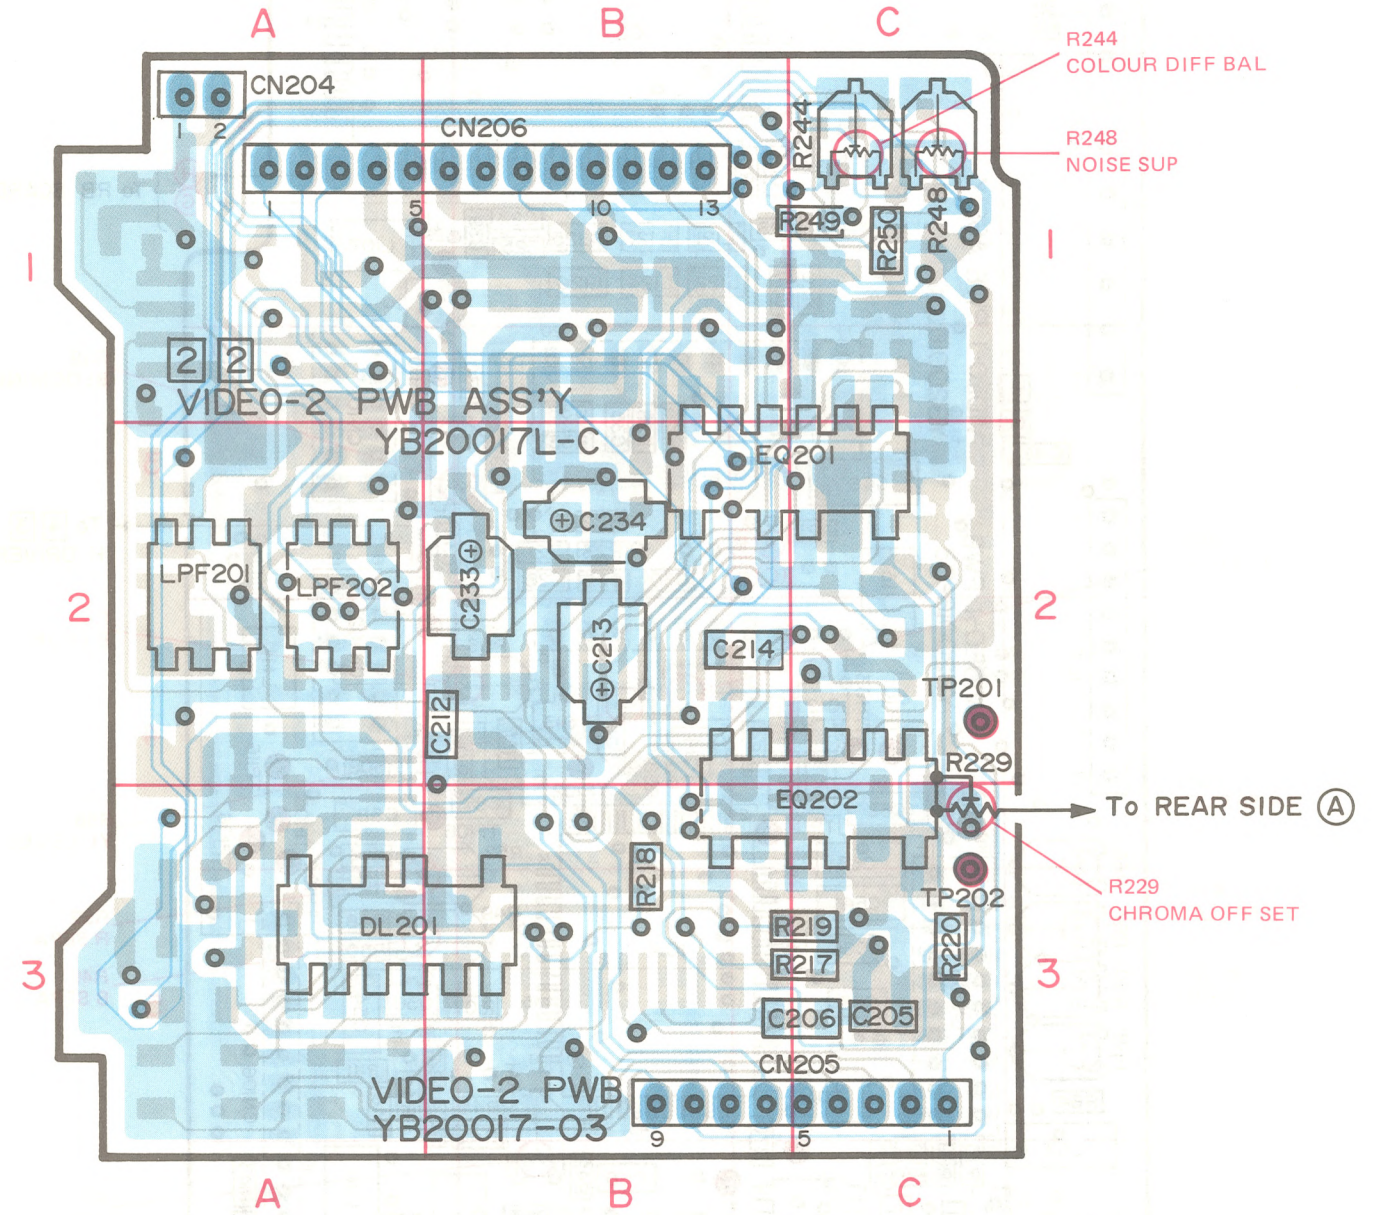 A
B
C
R244
COLOUR DIFF BAL
CN204
1 2
CN206
R244
R248
NOISE SUP
1 5 10 13
R249
R250
R248
1
1
2 2
VIDEO-2 PWB ASS'Y
YB20017L-C
EQ201
C234
LPF201
LPF202
C233
2
2
C213
C214
TP201
C212
R229
EQ202
To REAR SIDE A
R218
R229
CHROMA OFF SET
TP202
DL201
R219
R220
R217
3
3
C206
C205
CN205
VIDEO-2 PWB
YB20017-03
9 5 1
A
B
C